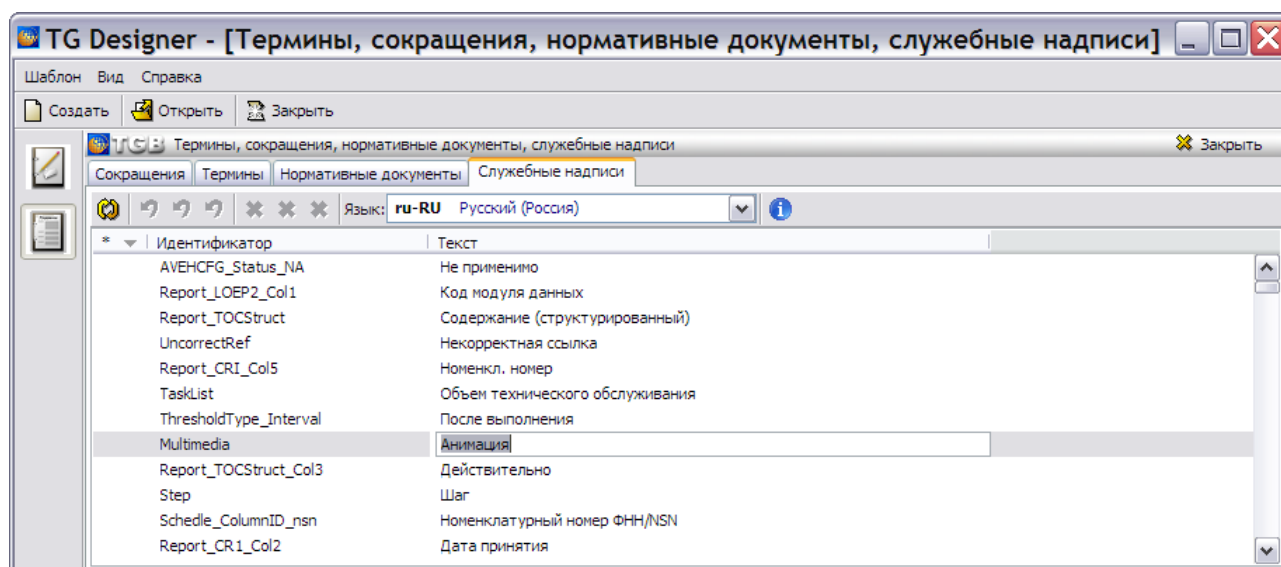 TG Designer - [Термины, сокращения, нормативные документы, служебные надписи]
Шаблон Вид Справка
Создать Открыть Закрыть
TGB Термины, сокращения, нормативные документы, служебные надписи Закрыть
Сокращения Термины Нормативные документы Служебные надписи
Язык: ru-RU Русский (Россия)
* Идентификатор Текст
AVEHCFG_Status_NA Не применимо
Report_LOEP2_Col1 Код модуля данных
Report_TOCStruct Содержание (структурированный)
UncorrectRef Некорректная ссылка
Report_CRI_Col5 Номенкл. номер
TaskList Объем технического обслуживания
ThresholdType_Interval После выполнения
Multimedia Анимация
Report_TOCStruct_Col3 Действительно
Step Шаг
Schedle_ColumnID_nsn Номенклатурный номер ФНН/NSN
Report_CR1_Col2 Дата принятия